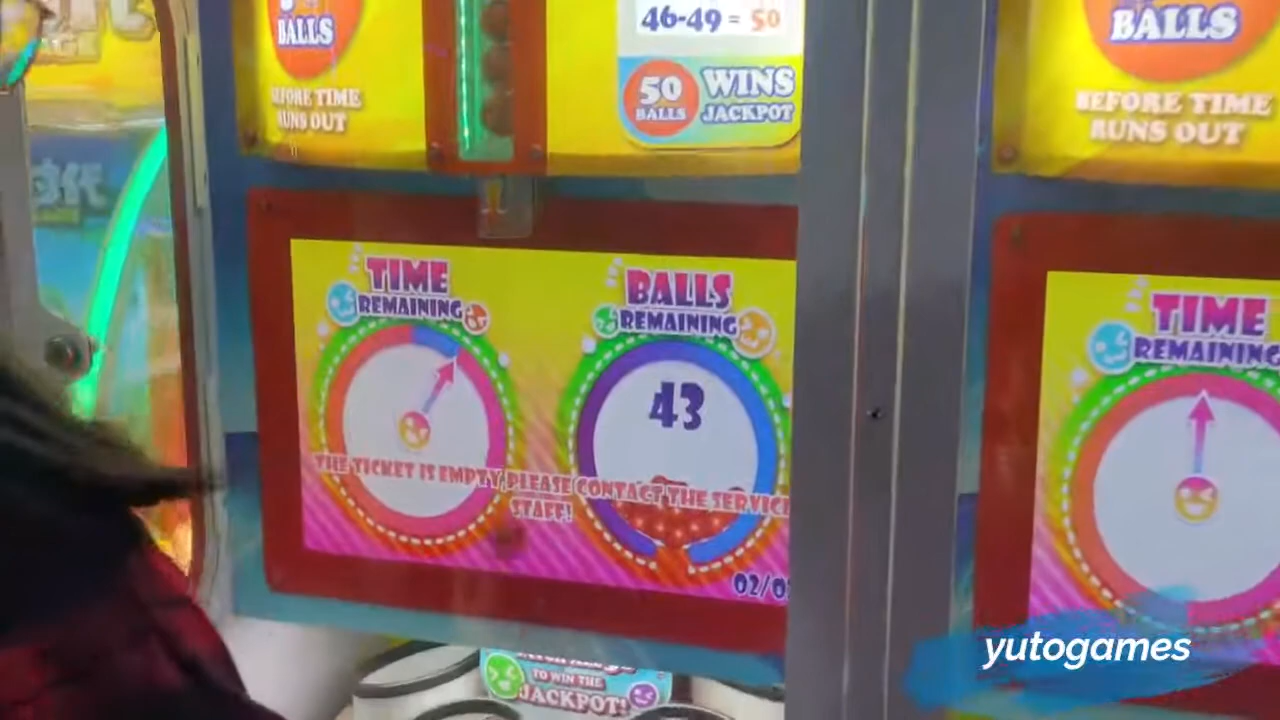 BALLS
BEFORE TIME
RUNS OUT
46-49 = 50
50
BALLS
WINS
JACKPOT
BALLS
BEFORE TIME
RUNS OUT
TIME
REMAINING
BALLS
REMAINING
43
THE TICKET IS EMPTY,PLEASE CONTACT THE SERVICE
STAFF!
TIME
REMAINING
TO WIN THE
JACKPOT!
yutogames